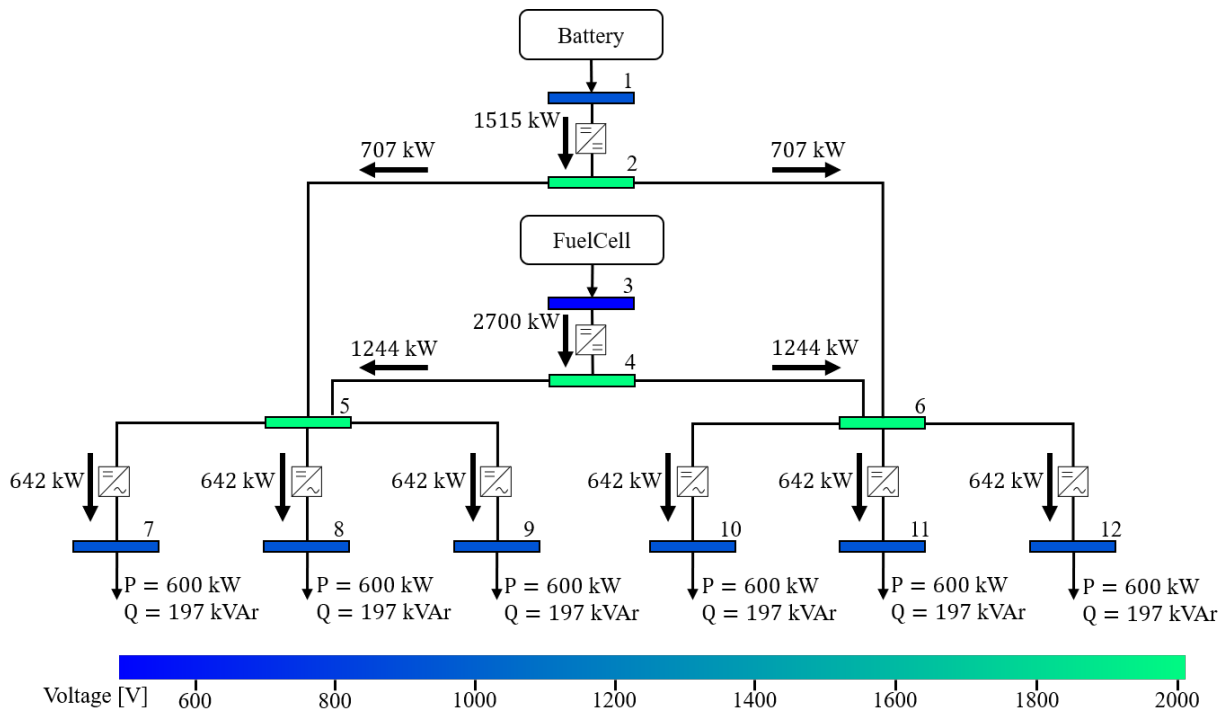 Battery
1
1515 kW
707 kW
707 kW
2
FuelCell
3
2700 kW
1244 kW
1244 kW
4
5
6
642 kW
642 kW
642 kW
642 kW
642 kW
642 kW
7
8
9
10
11
12
P = 600 kW
Q = 197 kVAr
P = 600 kW
Q = 197 kVAr
P = 600 kW
Q = 197 kVAr
P = 600 kW
Q = 197 kVAr
P = 600 kW
Q = 197 kVAr
P = 600 kW
Q = 197 kVAr
Voltage [V]
600
800
1000
1200
1400
1600
1800
2000